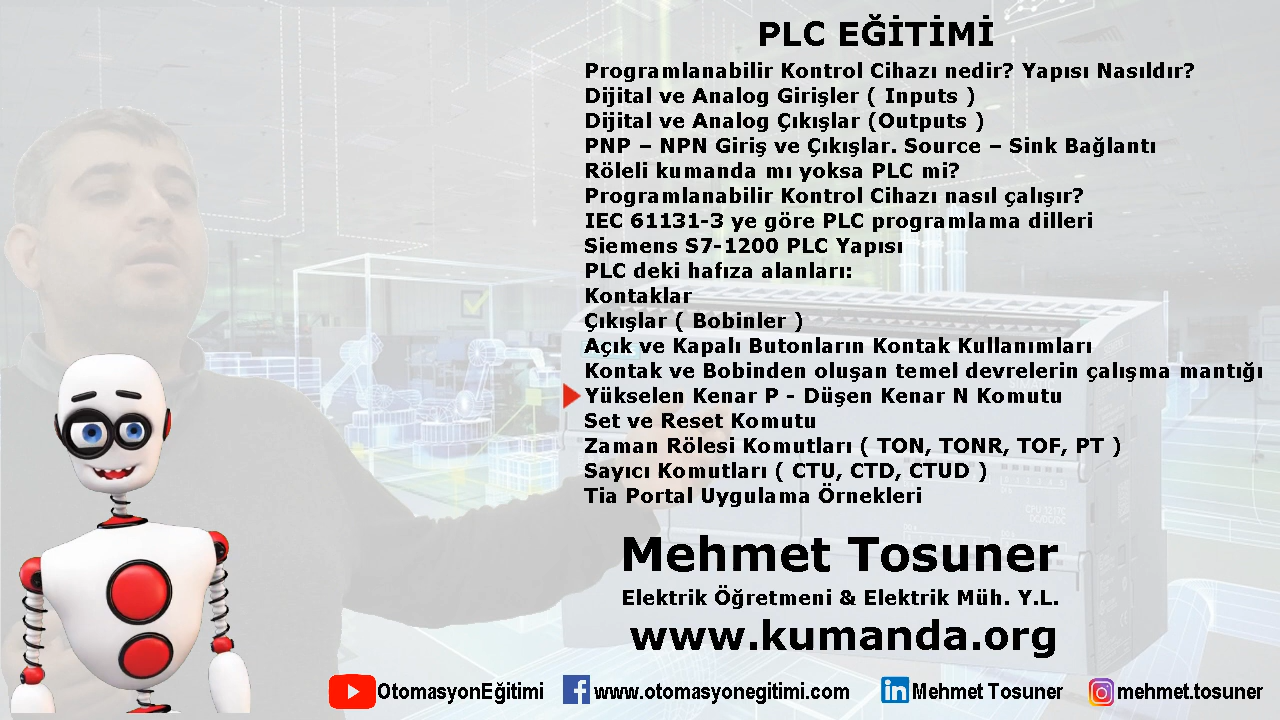 PLC EĞİTİMİ
Programlanabilir Kontrol Cihazı nedir? Yapısı Nasıldır?
Dijital ve Analog Girişler ( Inputs )
Dijital ve Analog Çıkışlar (Outputs )
PNP – NPN Giriş ve Çıkışlar. Source – Sink Bağlantı
Röleli kumanda mı yoksa PLC mi?
Programlanabilir Kontrol Cihazı nasıl çalışır?
IEC 61131-3 ye göre PLC programlama dilleri
Siemens S7-1200 PLC Yapısı
PLC deki hafıza alanları:
Kontaklar
Çıkışlar ( Bobinler )
Açık ve Kapalı Butonların Kontak Kullanımları
Kontak ve Bobinden oluşan temel devrelerin çalışma mantığı
Yükselen Kenar P - Düşen Kenar N Komutu
Set ve Reset Komutu
Zaman Rölesi Komutları ( TON, TONR, TOF, PT )
Sayıcı Komutları ( CTU, CTD, CTUD )
Tia Portal Uygulama Örnekleri
CPU 1211C
DC/DC/DC
Mehmet Tosuner
Elektrik Öğretmeni & Elektrik Müh. Y.L.
www.kumanda.org
OtomasyonEğitimi
www.otomasyonegitimi.com
Mehmet Tosuner
mehmet.tosuner